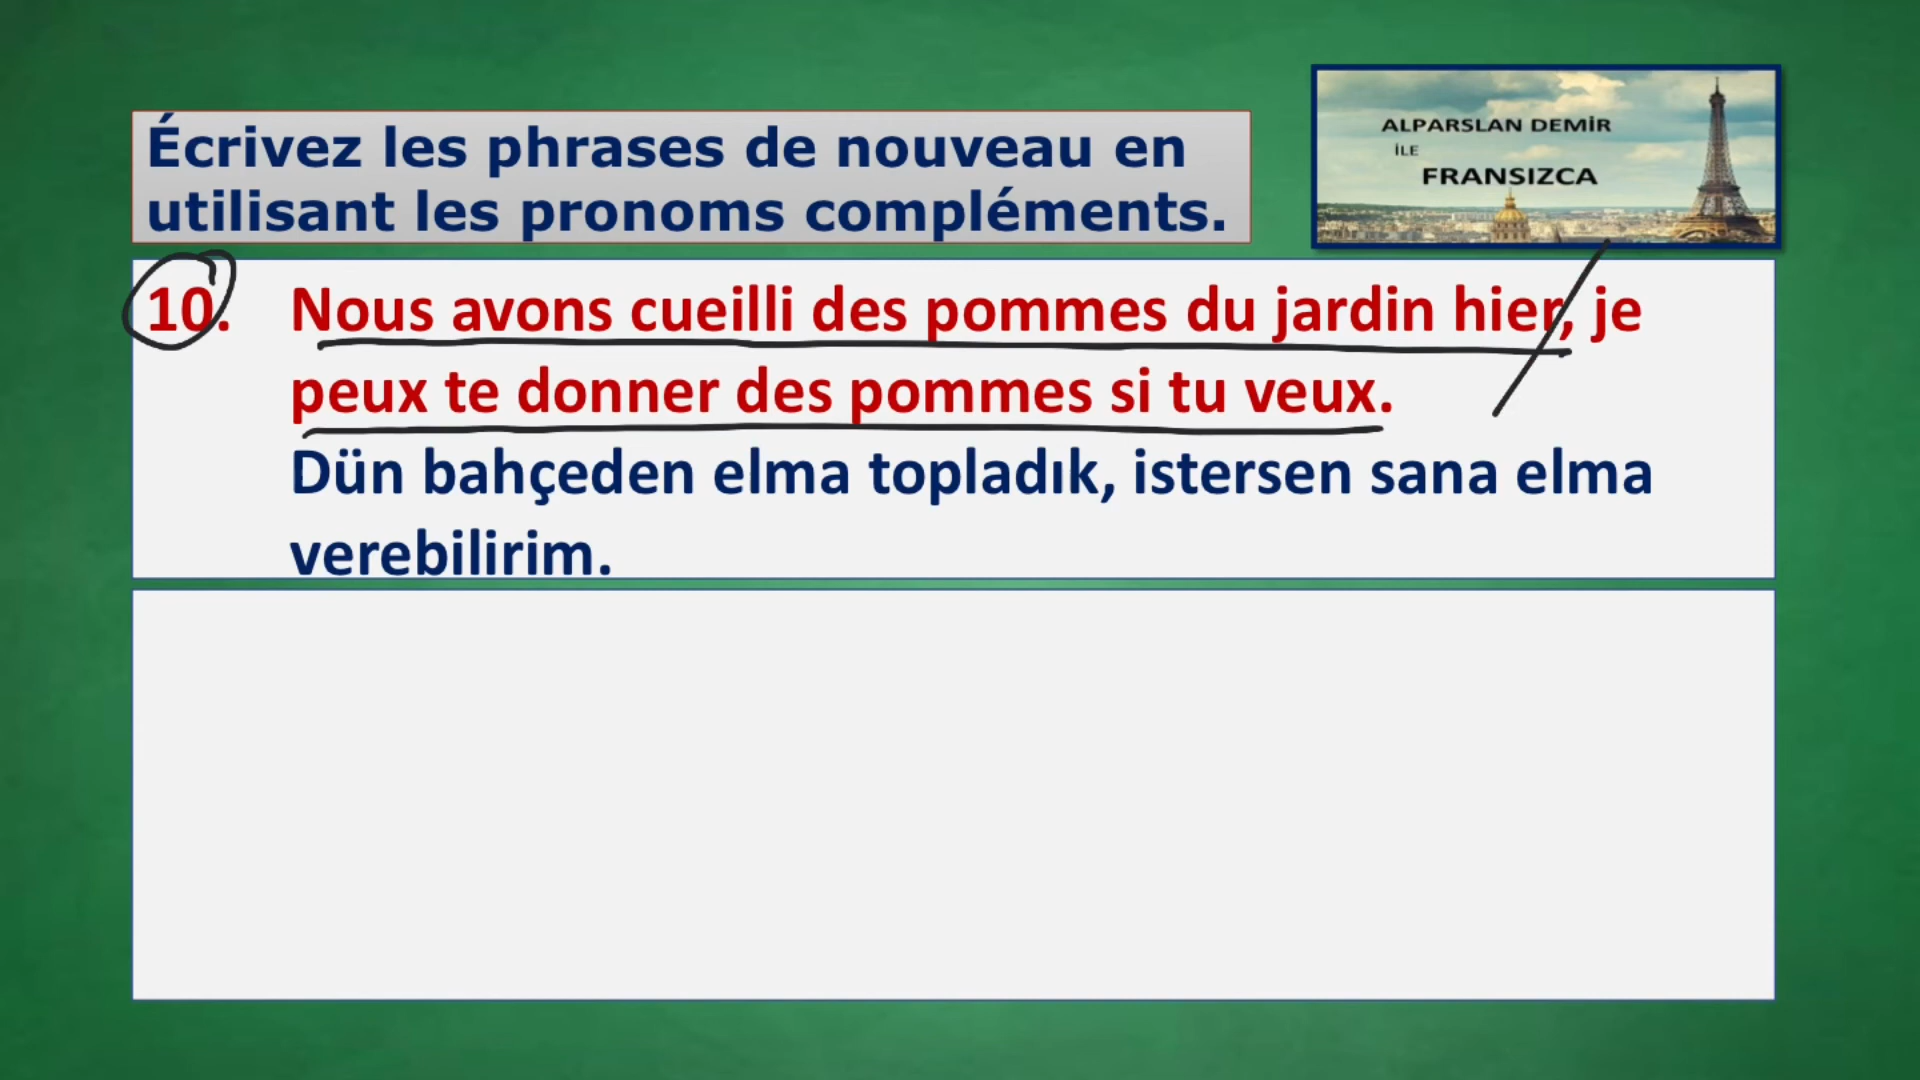 Écrivez les phrases de nouveau en
utilisant les pronoms compléments.
ALPARSLAN DEMİR
İLE
FRANSIZCA
10. Nous avons cueilli des pommes du jardin hier, je
peux te donner des pommes si tu veux.
Dün bahçeden elma topladık, istersen sana elma
verebilirim.